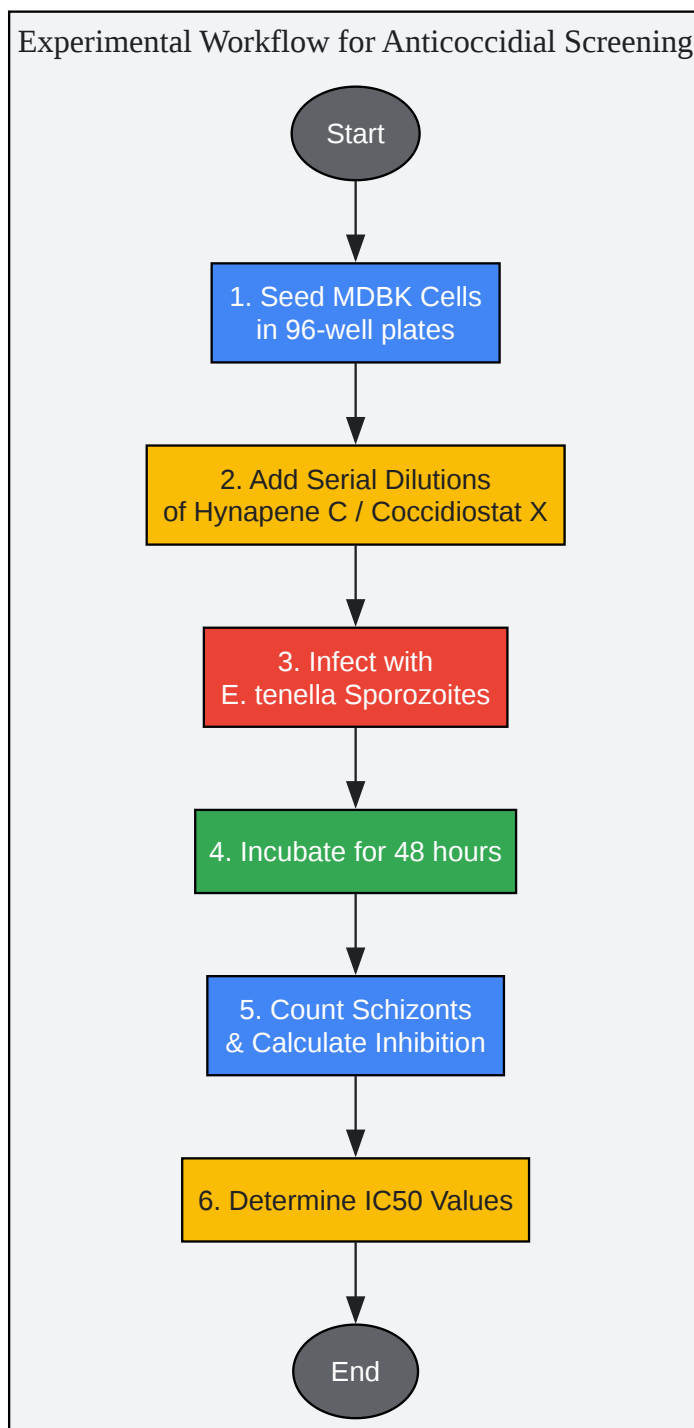 Experimental Workflow for Anticoccidial Screening
Start
1. Seed MDBK Cells
in 96-well plates
2. Add Serial Dilutions
of Hynapene C / Coccidiostat X
3. Infect with
E. tenella Sporozoites
4. Incubate for 48 hours
5. Count Schizonts
& Calculate Inhibition
6. Determine IC50 Values
End